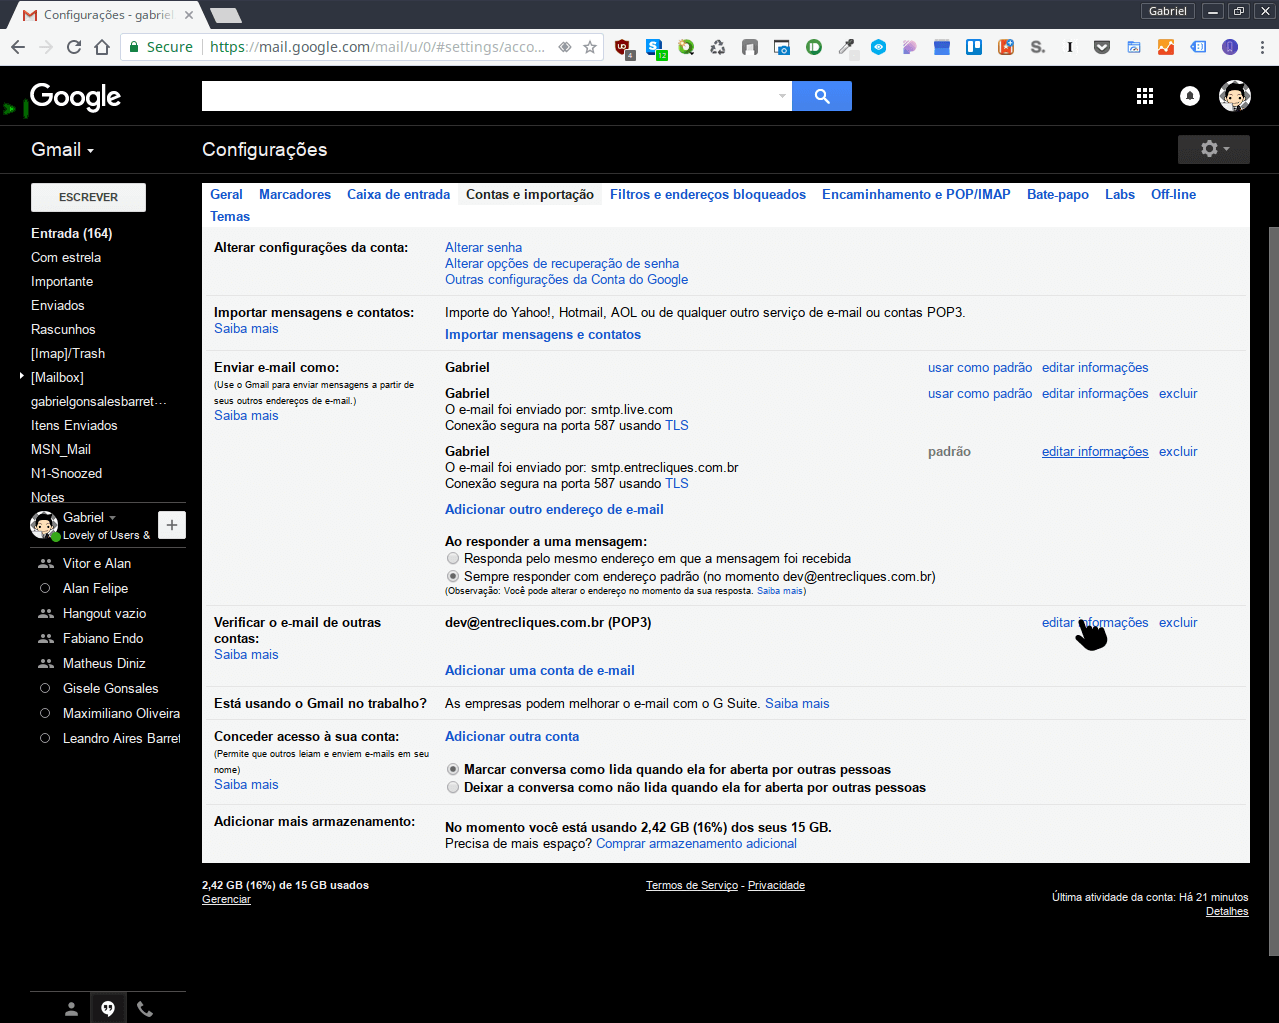 Configurações - gabriel
Gabriel
Secure
https://mail.google.com/mail/u/0/#settings/acco...
4
12
S.
I
Google
Gmail
Configurações
ESCREVER
Geral Marcadores Caixa de entrada Contas e importação Filtros e endereços bloqueados Encaminhamento e POP/IMAP Bate-papo Labs Off-line
Temas
Entrada (164)
Com estrela
Importante
Enviados
Rascunhos
[Imap]/Trash
[Mailbox]
gabrielgonsalesbarret···
Itens Enviados
MSN_Mail
N1-Snoozed
Notes
Gabriel
Lovely of Users &
Vitor e Alan
Alan Felipe
Hangout vazio
Fabiano Endo
Matheus Diniz
Gisele Gonsales
Maximiliano Oliveira
Leandro Aires Barret
Alterar configurações da conta:
Alterar senha
Alterar opções de recuperação de senha
Outras configurações da Conta do Google
Importar mensagens e contatos:
Saiba mais
Importe do Yahoo!, Hotmail, AOL ou de qualquer outro serviço de e-mail ou contas POP3.
Importar mensagens e contatos
Enviar e-mail como:
(Use o Gmail para enviar mensagens a partir de
seus outros endereços de e-mail.)
Saiba mais
Gabriel usar como padrão editar informações
Gabriel usar como padrão editar informações excluir
O e-mail foi enviado por: smtp.live.com
Conexão segura na porta 587 usando TLS
Gabriel padrão editar informações excluir
O e-mail foi enviado por: smtp.entrecliques.com.br
Conexão segura na porta 587 usando TLS
Adicionar outro endereço de e-mail
Ao responder a uma mensagem:
Responda pelo mesmo endereço em que a mensagem foi recebida
Sempre responder com endereço padrão (no momento dev@entrecliques.com.br)
(Observação: Você pode alterar o endereço no momento da sua resposta. Saiba mais)
Verificar o e-mail de outras
contas:
Saiba mais
dev@entrecliques.com.br (POP3) editar informações excluir
Adicionar uma conta de e-mail
Está usando o Gmail no trabalho?
As empresas podem melhorar o e-mail com o G Suite. Saiba mais
Conceder acesso à sua conta:
(Permite que outros leiam e enviem e-mails em seu
nome)
Saiba mais
Adicionar outra conta
Marcar conversa como lida quando ela for aberta por outras pessoas
Deixar a conversa como não lida quando ela for aberta por outras pessoas
Adicionar mais armazenamento:
No momento você está usando 2,42 GB (16%) dos seus 15 GB.
Precisa de mais espaço? Comprar armazenamento adicional
2,42 GB (16%) de 15 GB usados
Gerenciar
Termos de Serviço - Privacidade
Última atividade da conta: Há 21 minutos
Detalhes